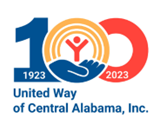 100
1923 2023
United Way
of Central Alabama, Inc.